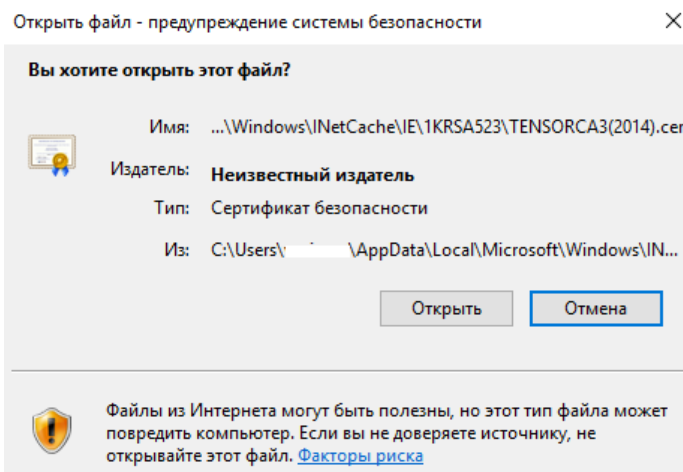 Открыть файл - предупреждение системы безопасности
Вы хотите открыть этот файл?
Имя: ...\Windows\INetCache\IE\1KRSA523\TENSORCA3(2014).cer
Издатель: Неизвестный издатель
Тип: Сертификат безопасности
Из: C:\Users\ \AppData\Local\Microsoft\Windows\IN...
Открыть Отмена
Файлы из Интернета могут быть полезны, но этот тип файла может
повредить компьютер. Если вы не доверяете источнику, не
открывайте этот файл. Факторы риска